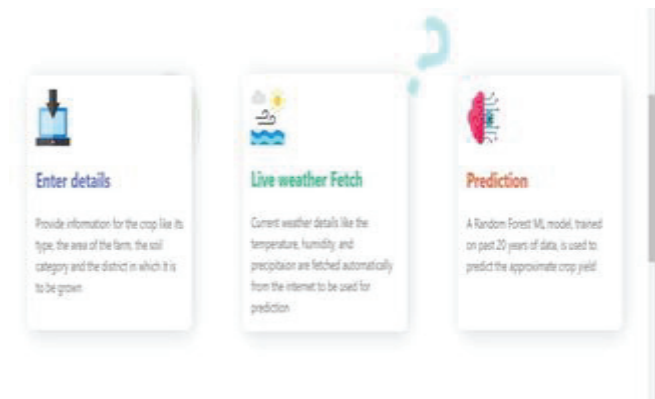 ?
Enter details
Provide information for the crop like its
type, the area of the farm, the soil
category and the district in which it is
to be grown
Live weather Fetch
Current weather details like the
temperature, humidity and
precipitaion are fetched automatically
from the internet to be used for
prediction
Prediction
A Random Forest ML model, trained
on past 20 years of data, is used to
predict the approximate crop yield